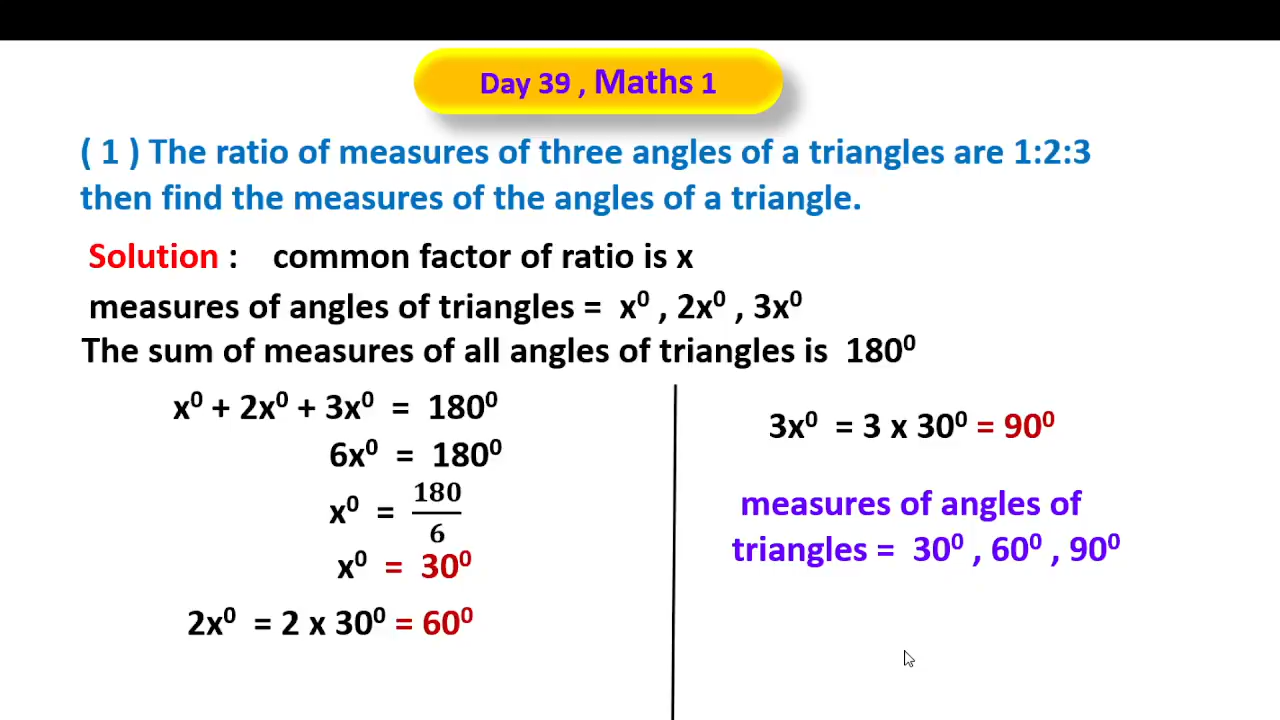 Day 39 , Maths 1
( 1 ) The ratio of measures of three angles of a triangles are 1:2:3
then find the measures of the angles of a triangle.
Solution : common factor of ratio is x
measures of angles of triangles = x⁰ , 2x⁰ , 3x⁰
The sum of measures of all angles of triangles is 180⁰
x⁰ + 2x⁰ + 3x⁰ = 180⁰
6x⁰ = 180⁰
x⁰ = 180/6
x⁰ = 30⁰
2x⁰ = 2 x 30⁰ = 60⁰
3x⁰ = 3 x 30⁰ = 90⁰
measures of angles of
triangles = 30⁰ , 60⁰ , 90⁰